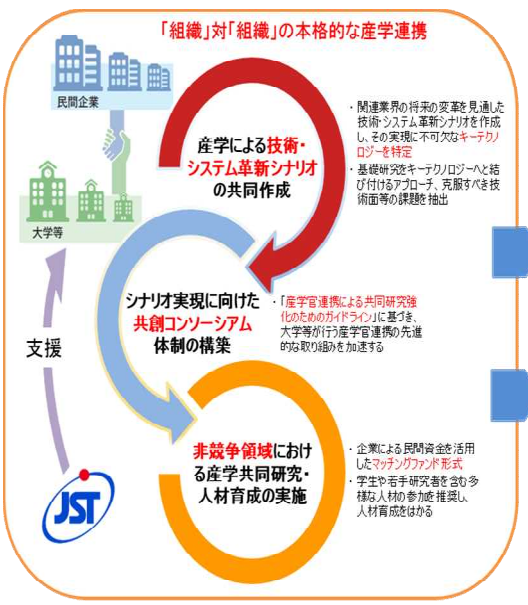 「組織」対「組織」の本格的な産学連携
民間企業
大学等
支援
JST
産学による技術・
システム革新シナリオ
の共同作成
・ 関連業界の将来の変革を見通した
技術・システム革新シナリオを作成
し、その実現に不可欠なキーテクノ
ロジーを特定
・ 基礎研究をキーテクノロジーへと結
び付けるアプローチ、克服すべき技
術面等の課題を抽出
シナリオ実現に向けた
共創コンソーシアム
体制の構築
・ 「産学官連携による共同研究強
化のためのガイドライン」に基づき、
大学等が行う産学官連携の先進
的な取り組みを加速する
非競争領域におけ
る産学共同研究・
人材育成の実施
・ 企業による民間資金を活用
したマッチングファンド形式
・ 学生や若手研究者を含む多
様な人材の参加を推奨し、
人材育成をはかる